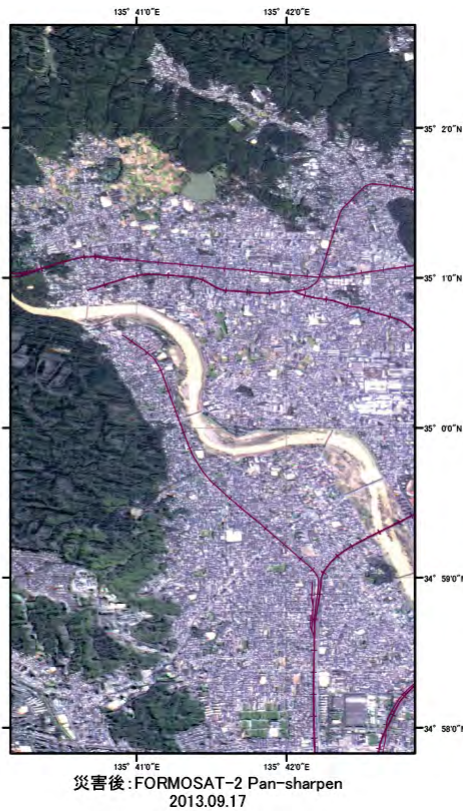 135° 41'0"E
135° 42'0"E
35° 2'0"N
35° 1'0"N
35° 0'0"N
34° 59'0"N
34° 58'0"N
135° 41'0"E
135° 42'0"E
災害後:FORMOSAT-2 Pan-sharpen
2013.09.17